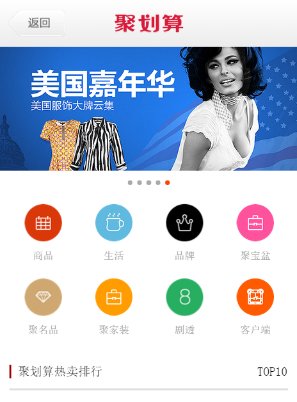 返回
聚划算
美国嘉年华
美国服饰大牌云集
商品 生活 品牌 聚宝盆
8
聚名品 聚家装 剧透 客户端
聚划算热卖排行 TOP10